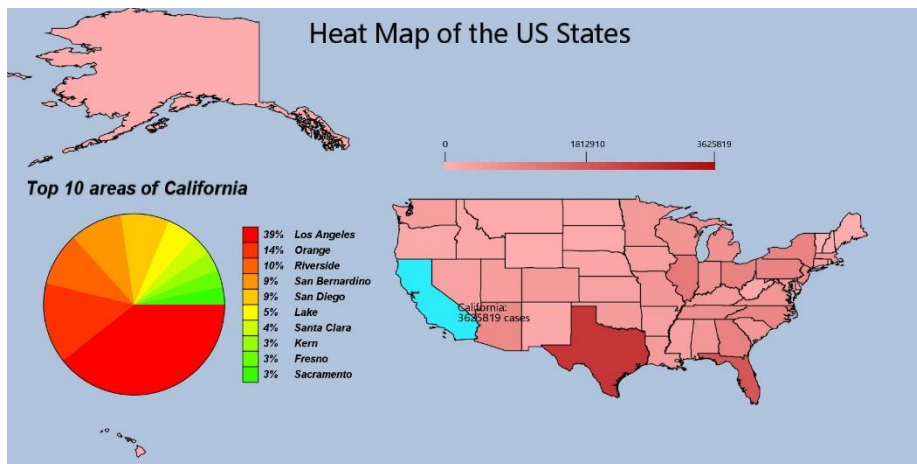 Heat Map of the US States
0 1812910 3625819
Top 10 areas of California
39% Los Angeles
14% Orange
10% Riverside
9% San Bernardino
9% San Diego
5% Lake
4% Santa Clara
3% Kern
3% Fresno
3% Sacramento
California:
3625819 cases